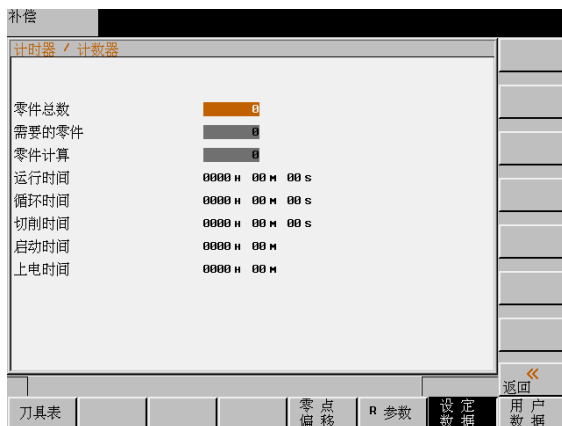 补偿
计时器 / 计数器
零件总数 0
需要的零件 0
零件计算 0
运行时间 0000 H 00 M 00 S
循环时间 0000 H 00 M 00 S
切削时间 0000 H 00 M 00 S
启动时间 0000 H 00 M
上电时间 0000 H 00 M
«
返回
刀具表
零点
偏移
R 参数
设定
数据
用户
数据